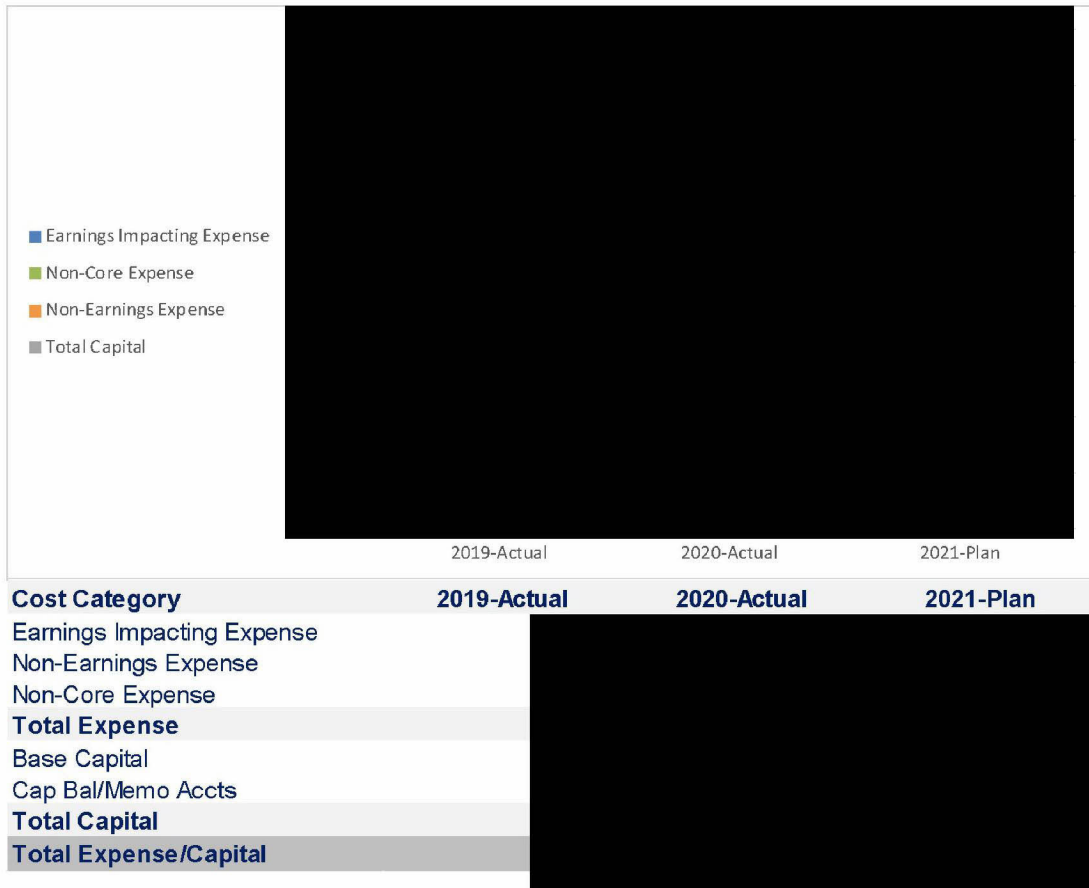 Earnings Impacting Expense
Non-Core Expense
Non-Earnings Expense
Total Capital
2019-Actual 2020-Actual 2021-Plan
Cost Category 2019-Actual 2020-Actual 2021-Plan
Earnings Impacting Expense
Non-Earnings Expense
Non-Core Expense
Total Expense
Base Capital
Cap Bal/Memo Accts
Total Capital
Total Expense/Capital